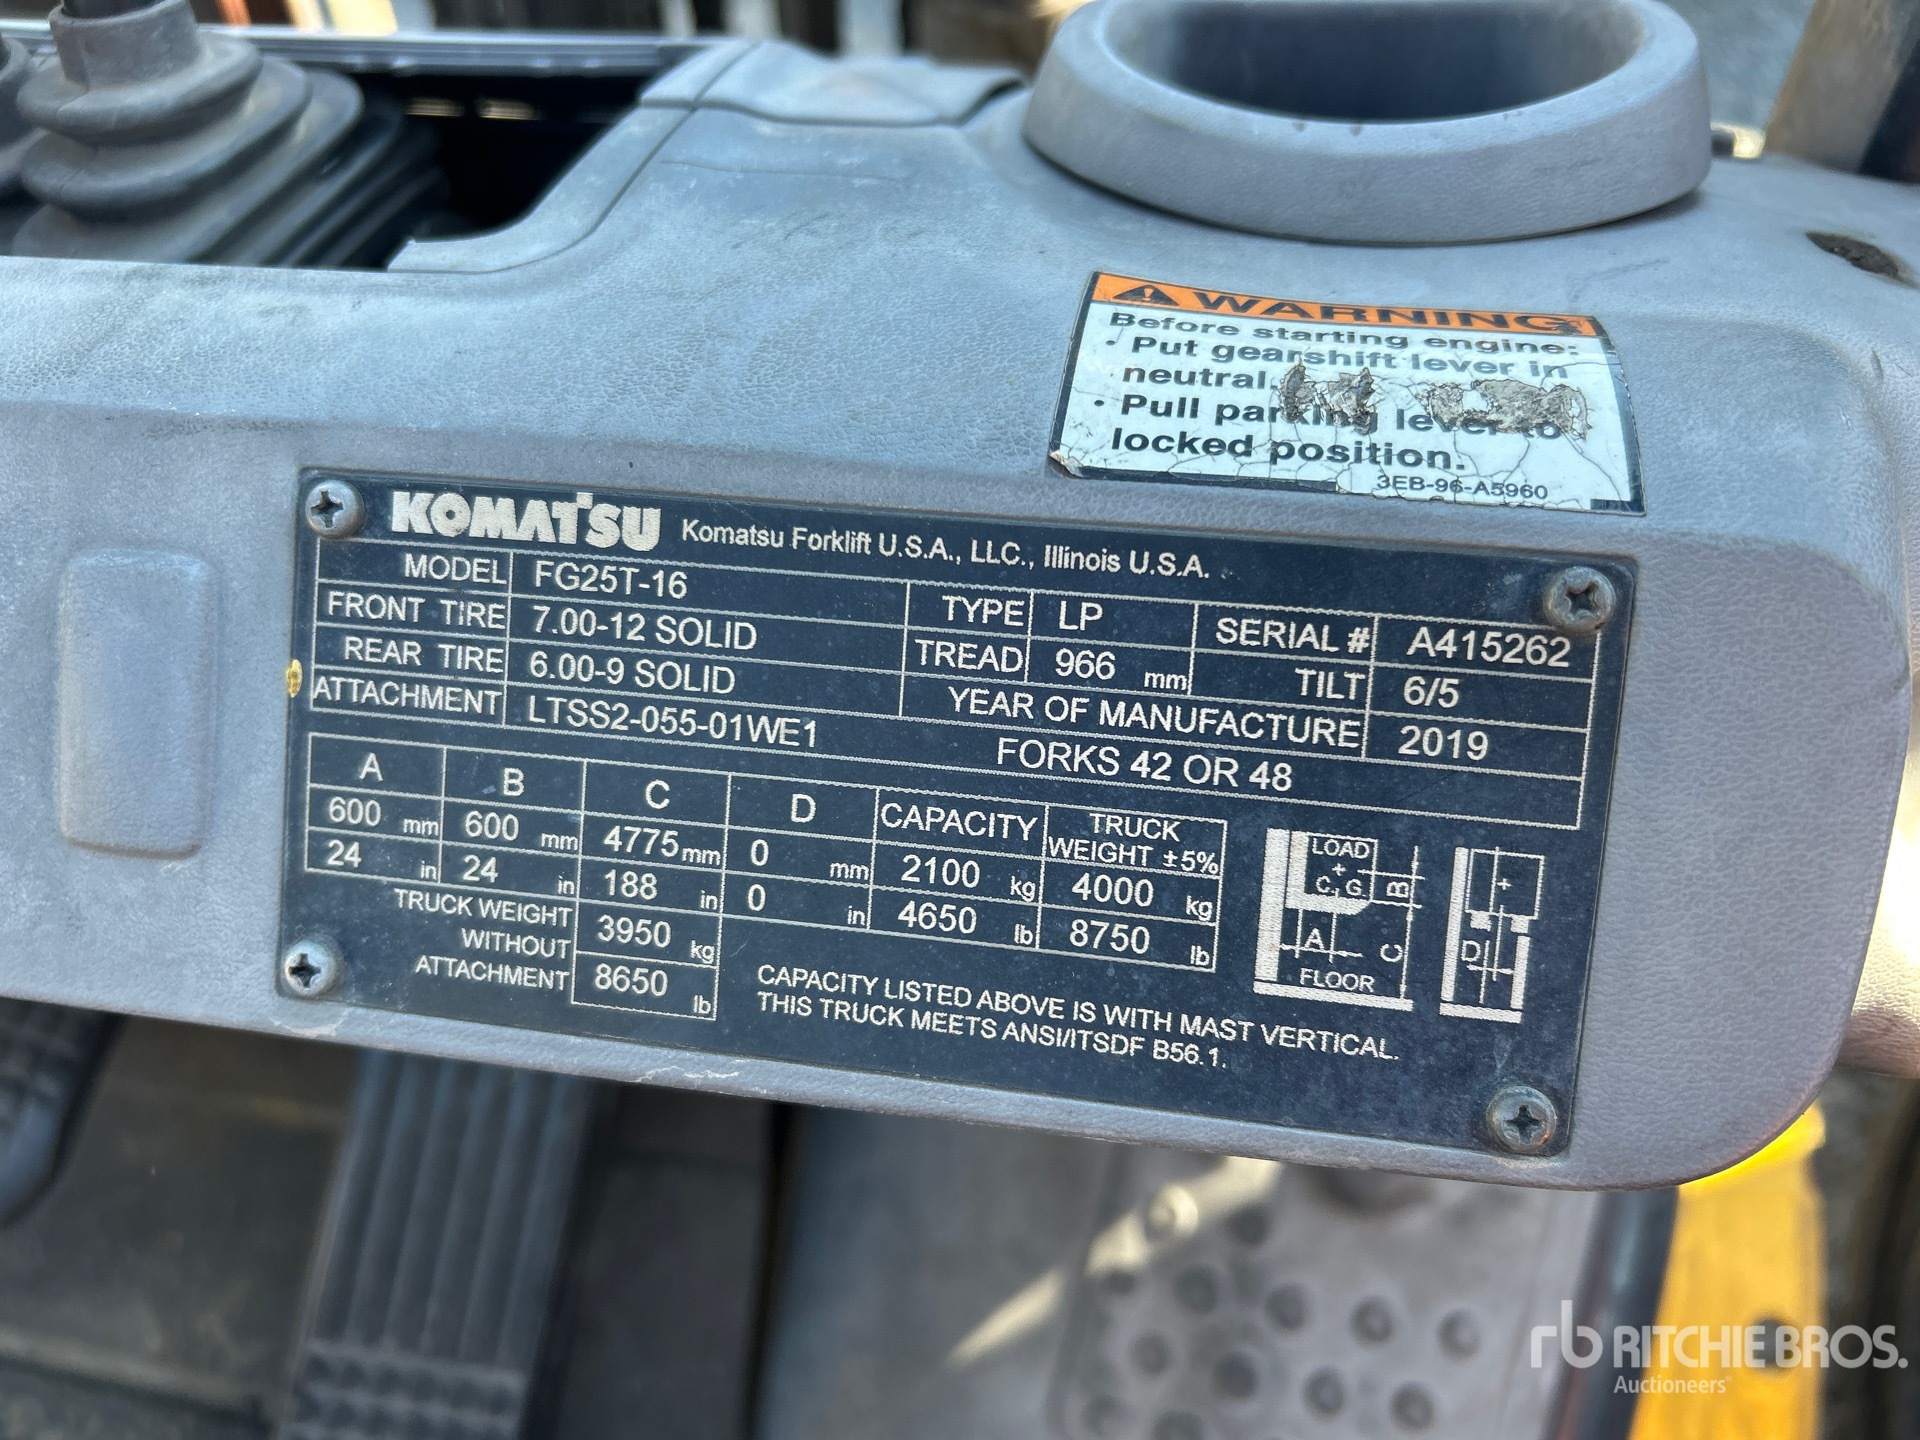 WARNING
Before starting engine:
· Put gearshift lever in
neutral.
· Pull parking lever to
locked position.
3EB-96-A5960
KOMATSU Komatsu Forklift U.S.A., LLC., Illinois U.S.A.
MODEL FG25T-16 TYPE LP SERIAL # A415262
FRONT TIRE 7.00-12 SOLID TREAD 966 mm TILT 6/5
REAR TIRE 6.00-9 SOLID YEAR OF MANUFACTURE 2019
ATTACHMENT LTSS2-055-01WE1 FORKS 42 OR 48
A B C D CAPACITY TRUCK WEIGHT ±5%
600 mm 600 mm 4775 mm 0 mm 2100 kg 4000 kg
24 in 24 in 188 in 0 in 4650 lb 8750 lb
TRUCK WEIGHT
WITHOUT
ATTACHMENT
3950 kg
8650 lb
LOAD
C.G.
A
B
C
FLOOR
D
CAPACITY LISTED ABOVE IS WITH MAST VERTICAL.
THIS TRUCK MEETS ANSI/ITSDF B56.1.
rb RITCHIE BROS.
Auctioneers